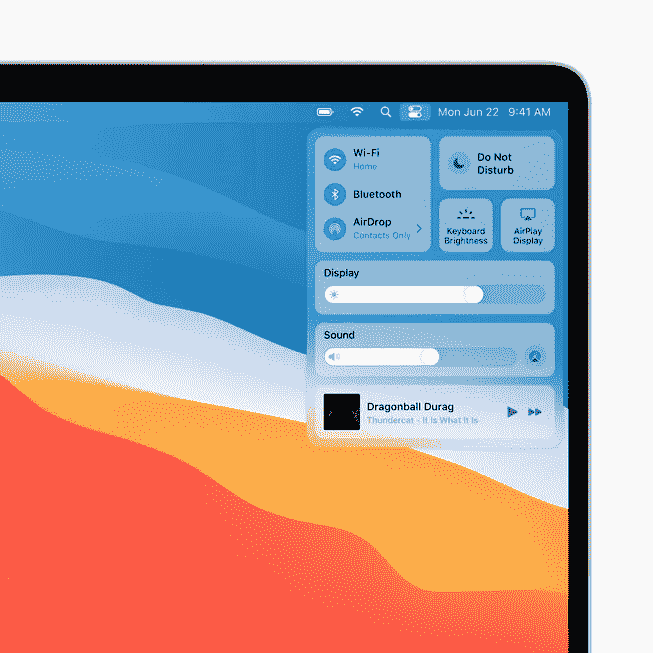 Mon Jun 22 9:41 AM
Wi-Fi
Home
Bluetooth
AirDrop
Contacts Only
Do Not
Disturb
Keyboard
Brightness
AirPlay
Display
Display
Sound
Dragonball Durag
Thundercat - It Is What It Is